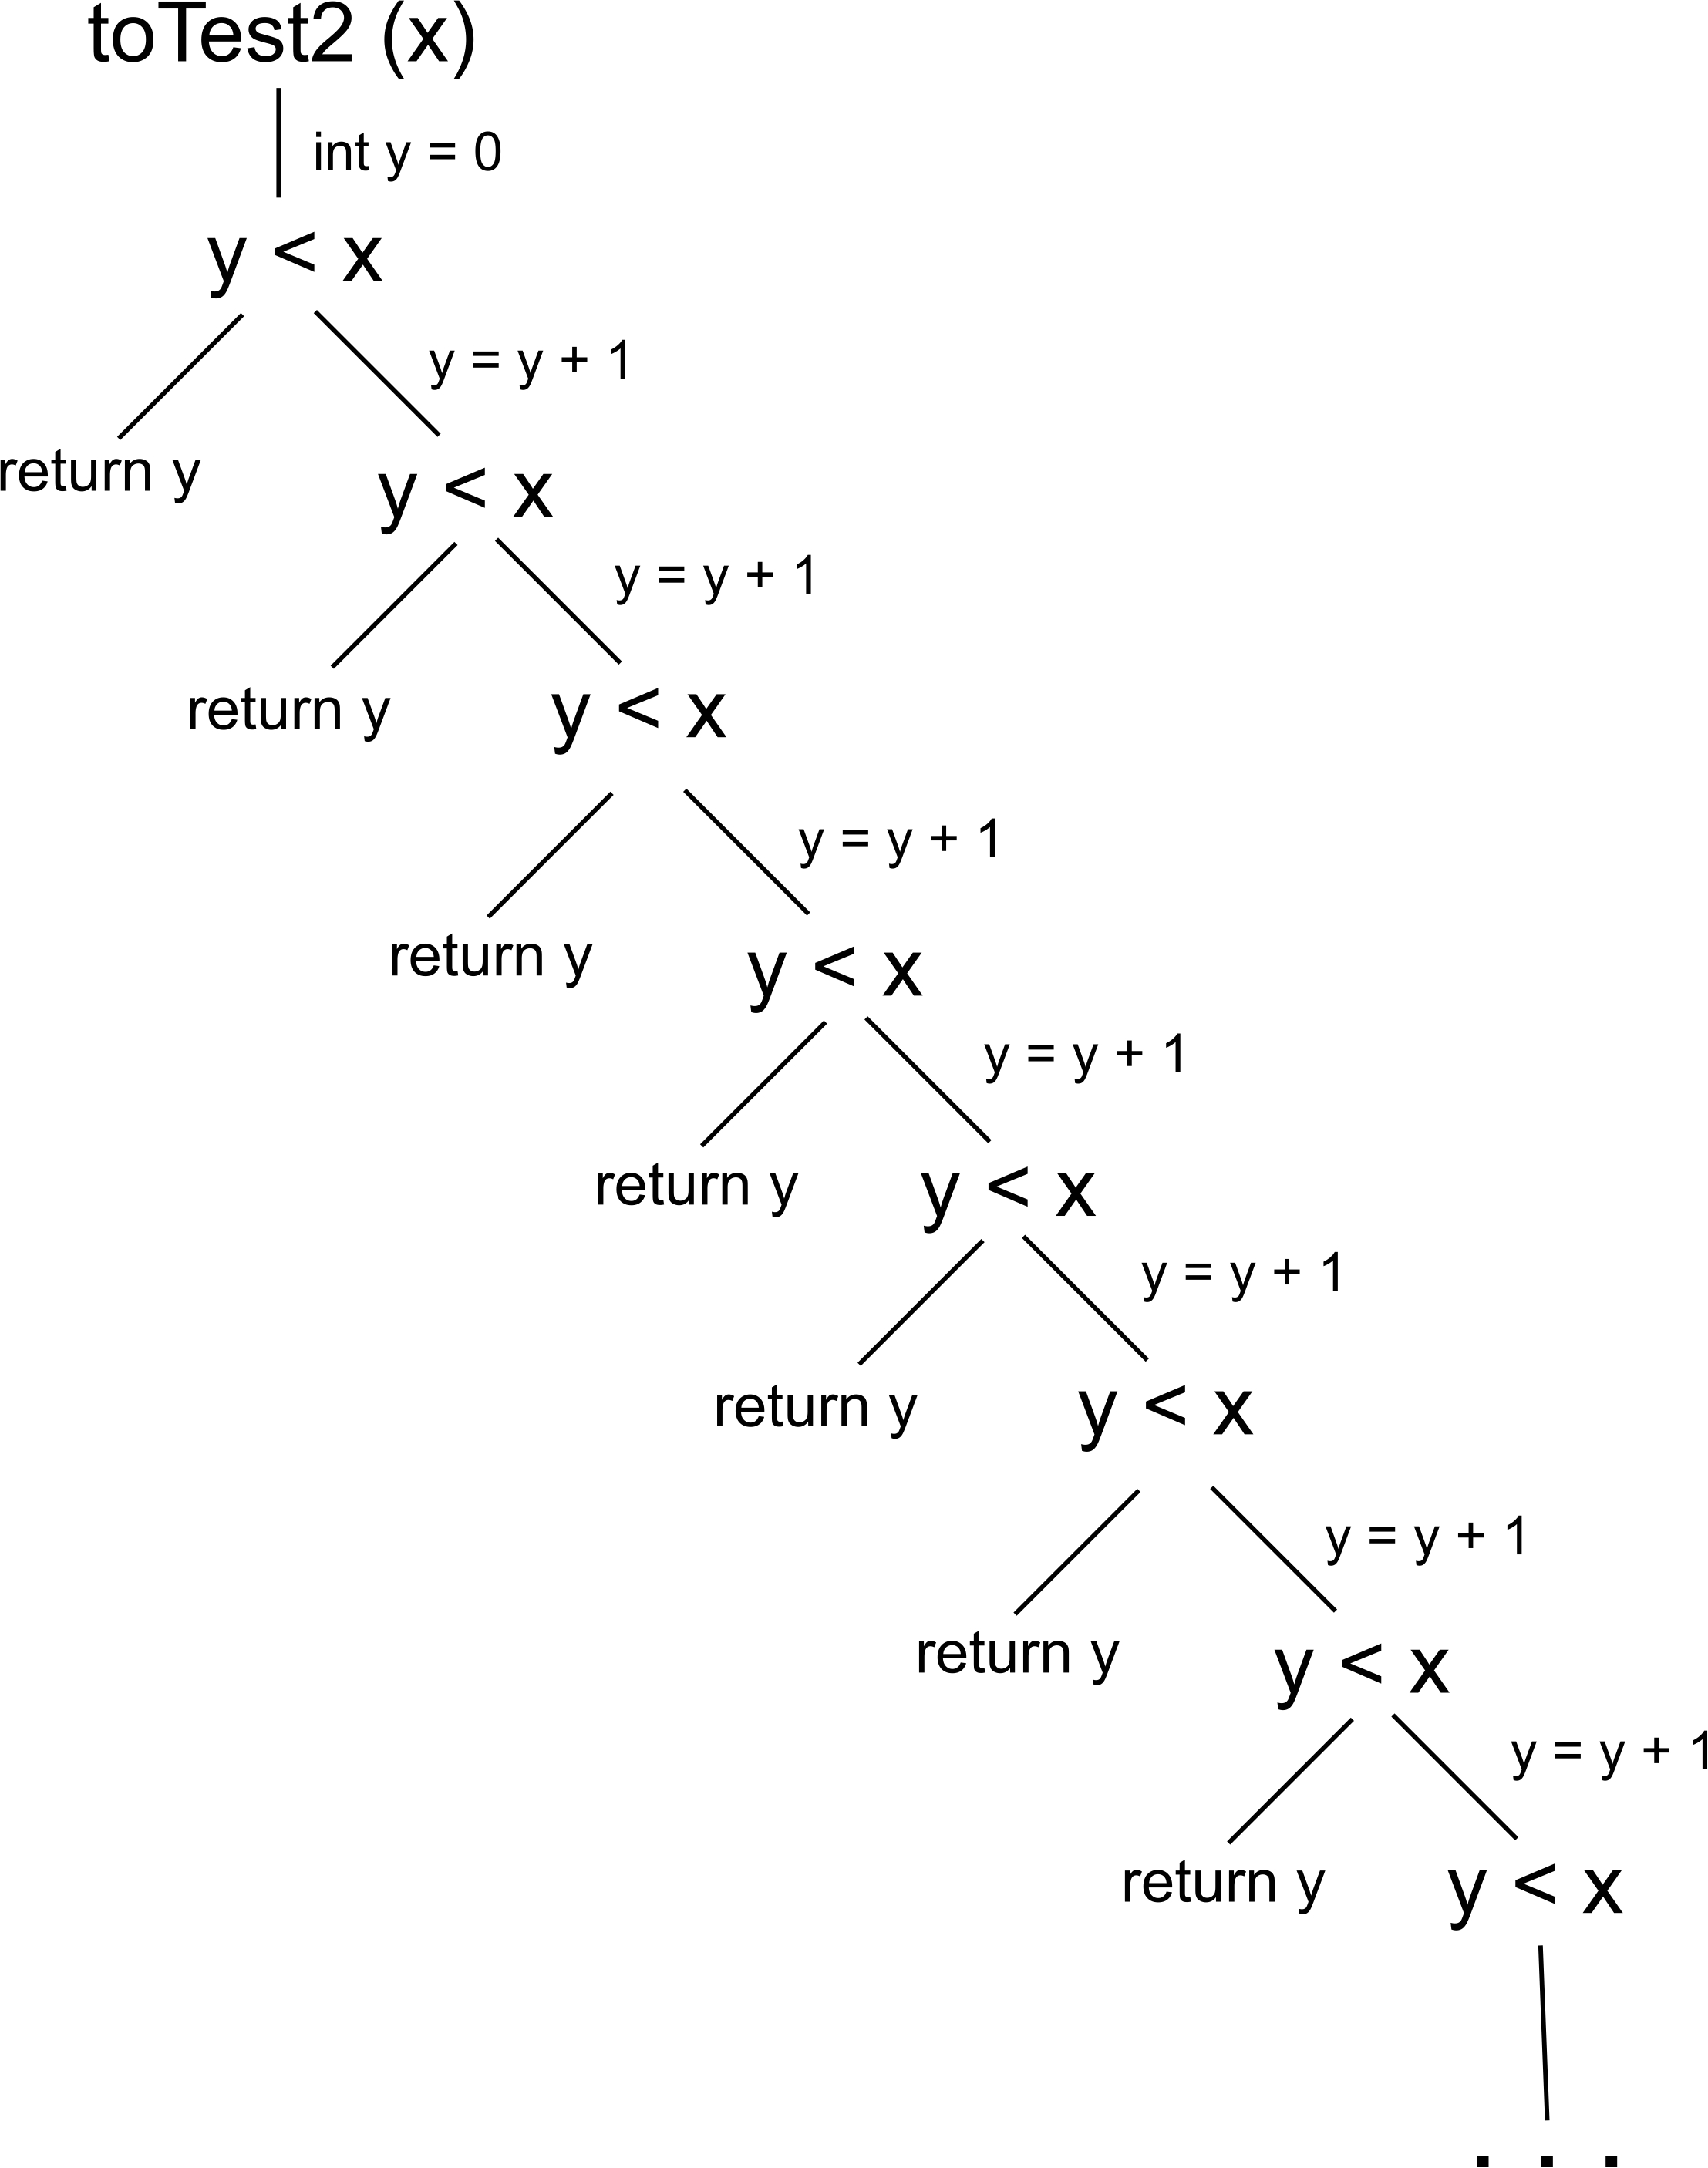 toTest2 (x)
int y = 0
y < x
y = y + 1
return y
y < x
y = y + 1
return y
y < x
y = y + 1
return y
y < x
y = y + 1
return y
y < x
y = y + 1
return y
y < x
y = y + 1
return y
y < x
y = y + 1
return y
y < x
. . .